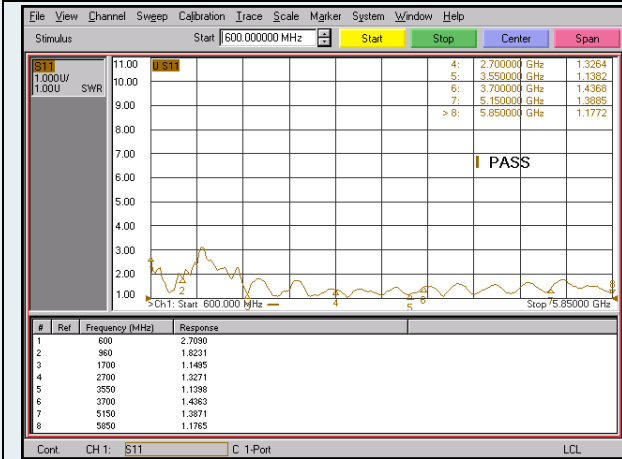 File View Channel Sweep Calibration Trace Scale Marker System Window Help
Stimulus Start 600.000000 MHz Start Stop Center Span
S11
1.000U/
1.00U SWR
11.00
10.00
9.00
8.00
7.00
6.00
5.00
4.00
3.00
2.00
1.00
U S11
4: 2.700000 GHz 1.3264
5: 3.550000 GHz 1.1382
6: 3.700000 GHz 1.4368
7: 5.150000 GHz 1.3885
> 8: 5.850000 GHz 1.1772
PASS
2
4
5
6
7
8
>Ch1: Start 600.000 MHz
Stop 5.85000 GHz
# Ref Frequency (MHz) Response
1 600 2.7090
2 960 1.8231
3 1700 1.1495
4 2700 1.3271
5 3550 1.1398
6 3700 1.4363
7 5150 1.3871
8 5850 1.1765
Cont. CH 1: S11 C 1-Port LCL